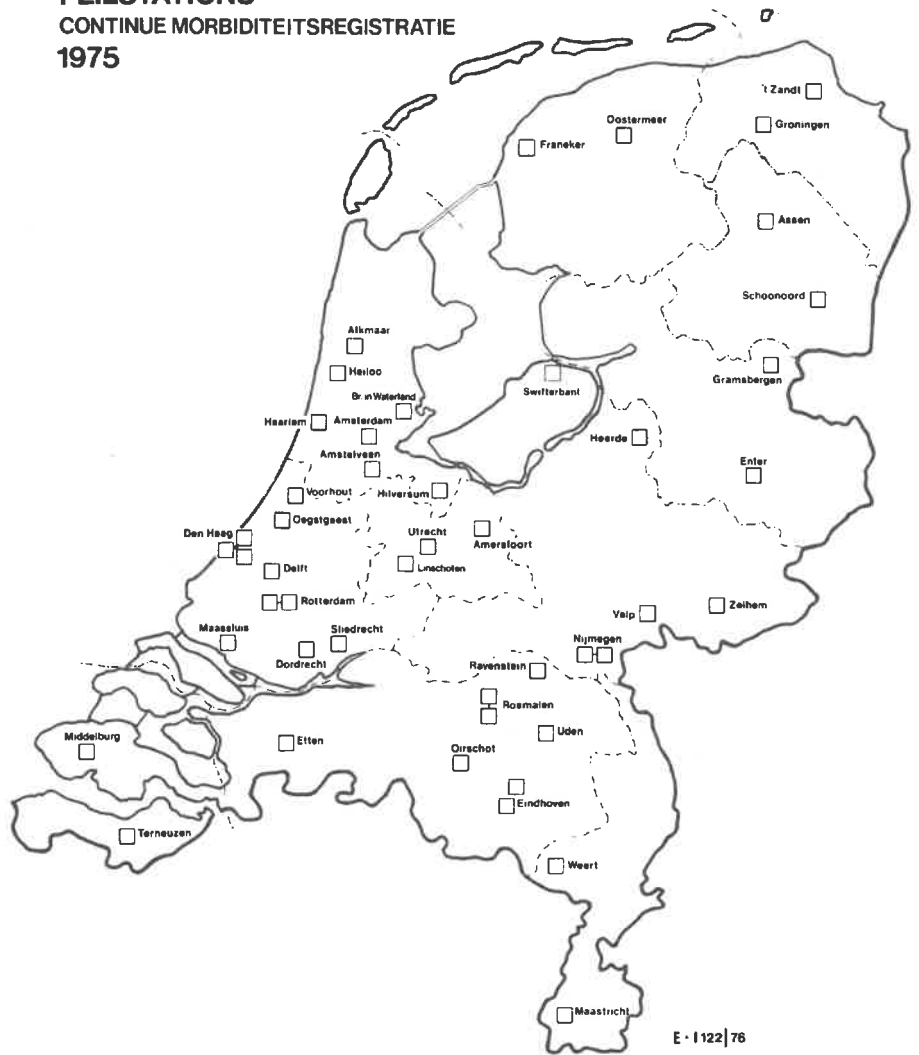 PEILSTATIONS
CONTINUE MORBIDITEITSREGISTRATIE
1975
't Zandt
Oostermeer
Groningen
Franeker
Assen
Schoonoord
Alkmaar
Heiloo
Gramsbergen
Swifterbant
Br. in Waterland
Haarlem
Amsterdam
Heerde
Amstelveen
Enter
Voorhout
Hilversum
Oegstgeest
Den Haag
Utrecht
Amersfoort
Linschoten
Delft
Rotterdam
Zelhem
Velp
Maassluis
Sliedrecht
Nijmegen
Dordrecht
Ravenstein
Rosmalen
Uden
Middelburg
Etten
Oirschot
Eindhoven
Terneuzen
Weert
Maastricht
E · I 122|76